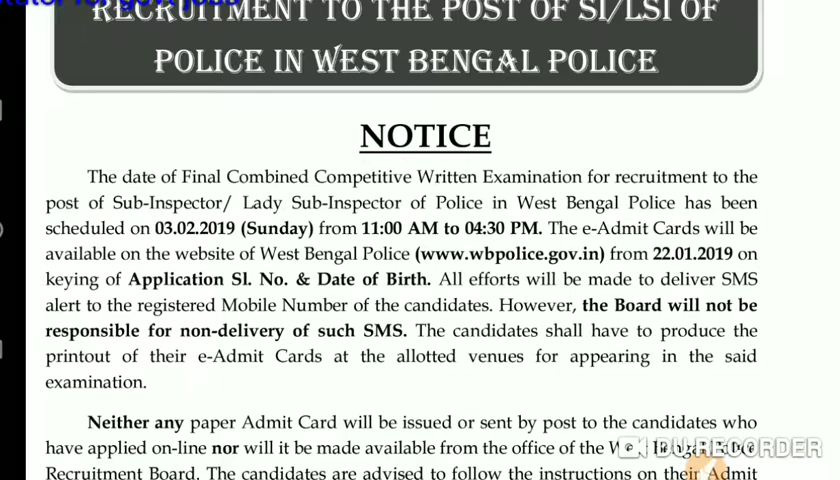 RECRUITMENT TO THE POST OF SI/LSI OF
POLICE IN WEST BENGAL POLICE
NOTICE
The date of Final Combined Competitive Written Examination for recruitment to the
post of Sub-Inspector/ Lady Sub-Inspector of Police in West Bengal Police has been
scheduled on 03.02.2019 (Sunday) from 11:00 AM to 04:30 PM. The e-Admit Cards will be
available on the website of West Bengal Police (www.wbpolice.gov.in) from 22.01.2019 on
keying of Application Sl. No. & Date of Birth. All efforts will be made to deliver SMS
alert to the registered Mobile Number of the candidates. However, the Board will not be
responsible for non-delivery of such SMS. The candidates shall have to produce the
printout of their e-Admit Cards at the allotted venues for appearing in the said
examination.
Neither any paper Admit Card will be issued or sent by post to the candidates who
have applied on-line nor will it be made available from the office of the West Bengal Police
DU RECORDER
Recruitment Board. The candidates are advised to follow the instructions on their Admit